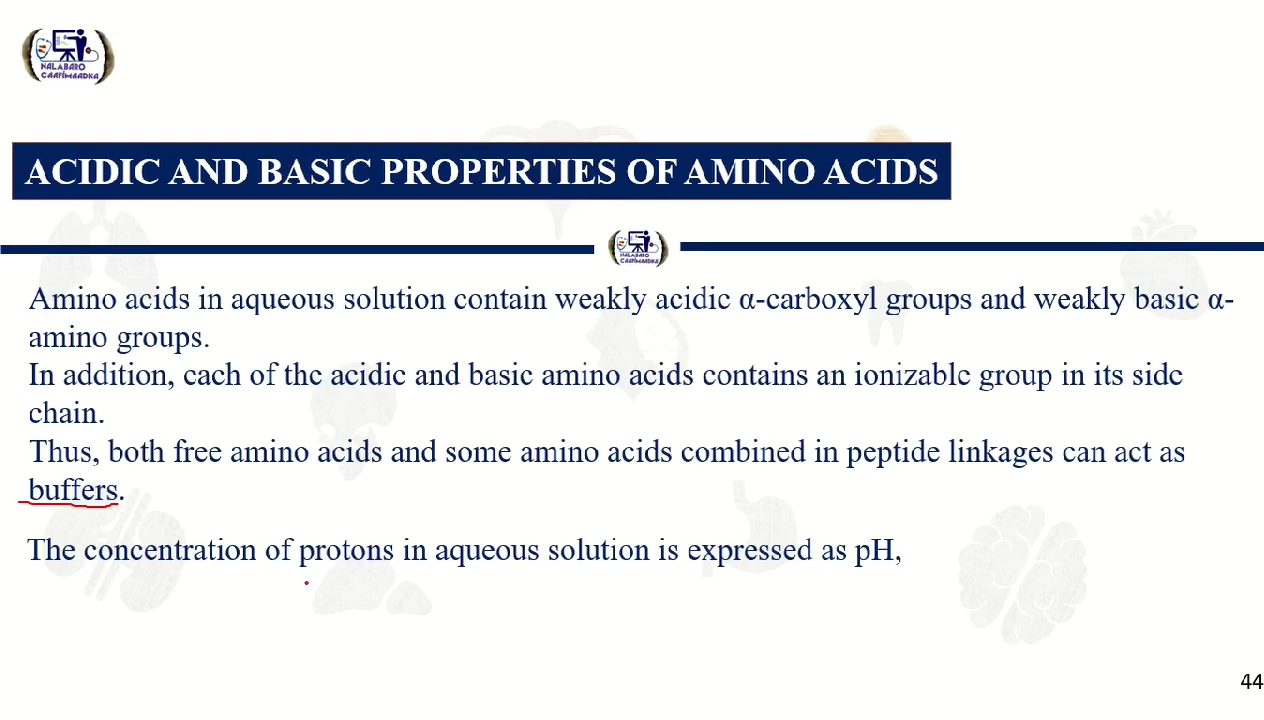 NALABARO
CAAFIMAADKA
ACIDIC AND BASIC PROPERTIES OF AMINO ACIDS
NALABARO
CAAFIMAADKA
Amino acids in aqueous solution contain weakly acidic α-carboxyl groups and weakly basic α-
amino groups.
In addition, each of the acidic and basic amino acids contains an ionizable group in its side
chain.
Thus, both free amino acids and some amino acids combined in peptide linkages can act as
buffers.
The concentration of protons in aqueous solution is expressed as pH,
44